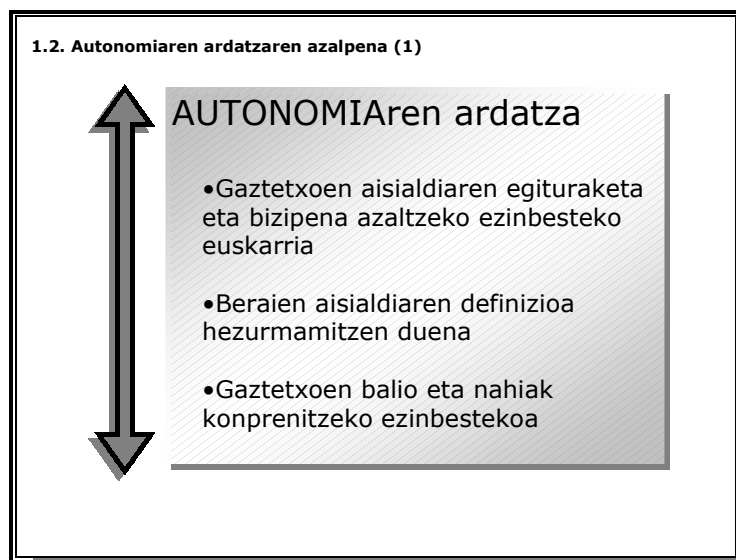 1.2. Autonomiaren ardatzaren azalpena (1)
AUTONOMIAren ardatza
•Gaztetxoen aisialdiaren egituraketa
eta bizipena azaltzeko ezinbesteko
euskarria
•Beraien aisialdiaren definizioa
hezurmamitzen duena
•Gaztetxoen balio eta nahiak
konprenitzeko ezinbestekoa